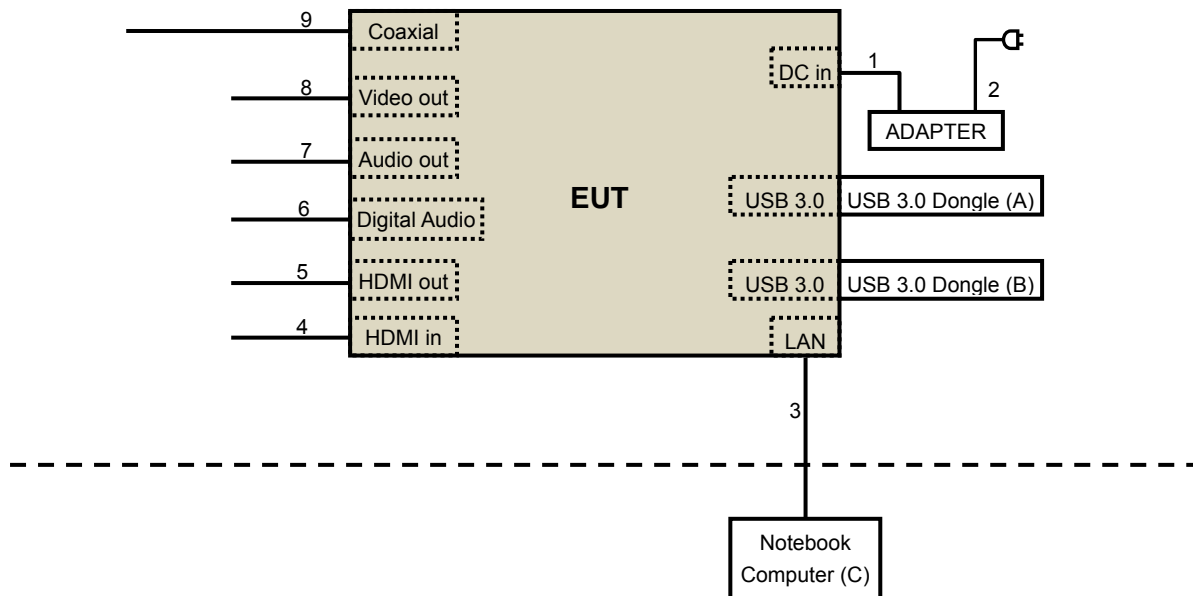 9
Coaxial
DC in
1
2
8
Video out
ADAPTER
7
Audio out
EUT
USB 3.0
USB 3.0 Dongle (A)
6
Digital Audio
5
HDMI out
USB 3.0
USB 3.0 Dongle (B)
4
HDMI in
LAN
3
Notebook
Computer (C)